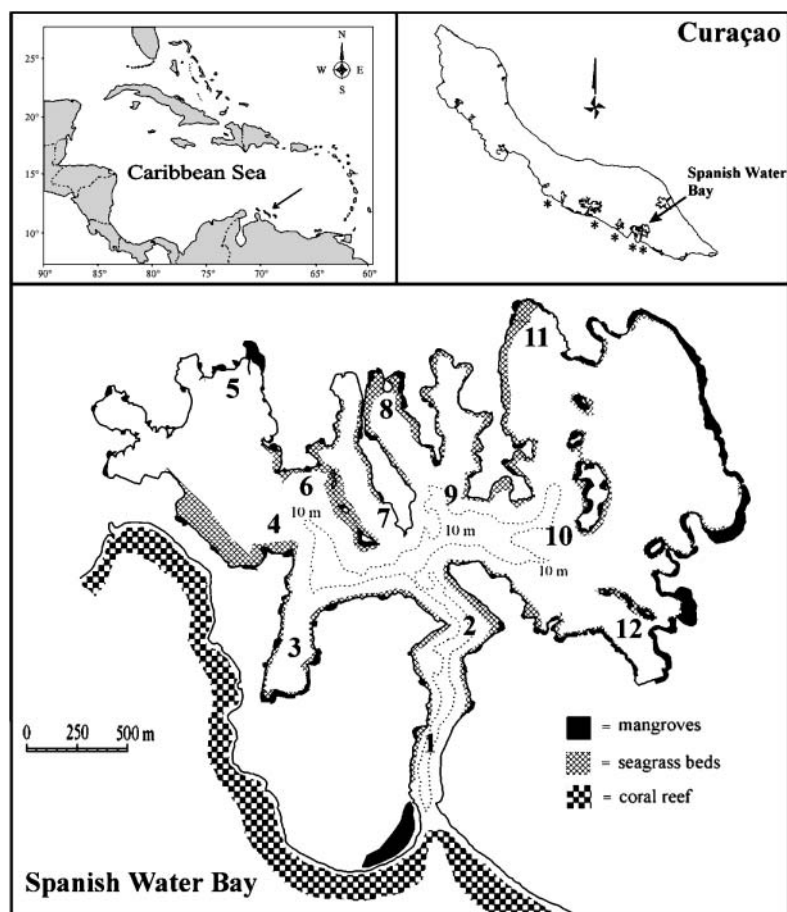 25°
20°
15°
10°
90°
85°
80°
75°
70°
65°
60°
N
W
E
S
Caribbean Sea
Curaçao
Spanish Water
Bay
*
*
*
* *
11
5
8
6
9
7
4
10 m
10 m
10
10 m
2
12
3
1
0 250 500 m
= mangroves
= seagrass beds
= coral reef
Spanish Water Bay